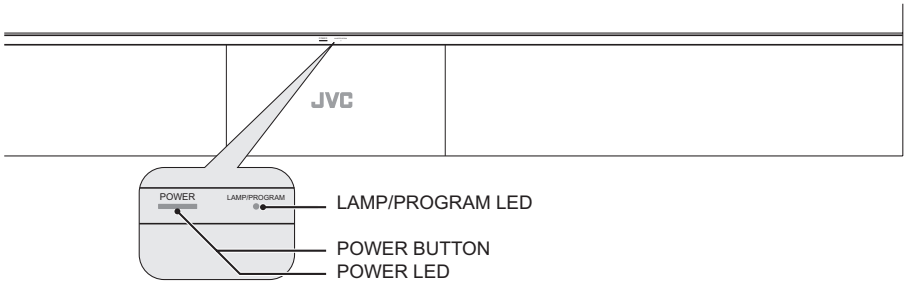 JVC
POWER
LAMP/PROGRAM
LAMP/PROGRAM LED
POWER BUTTON
POWER LED